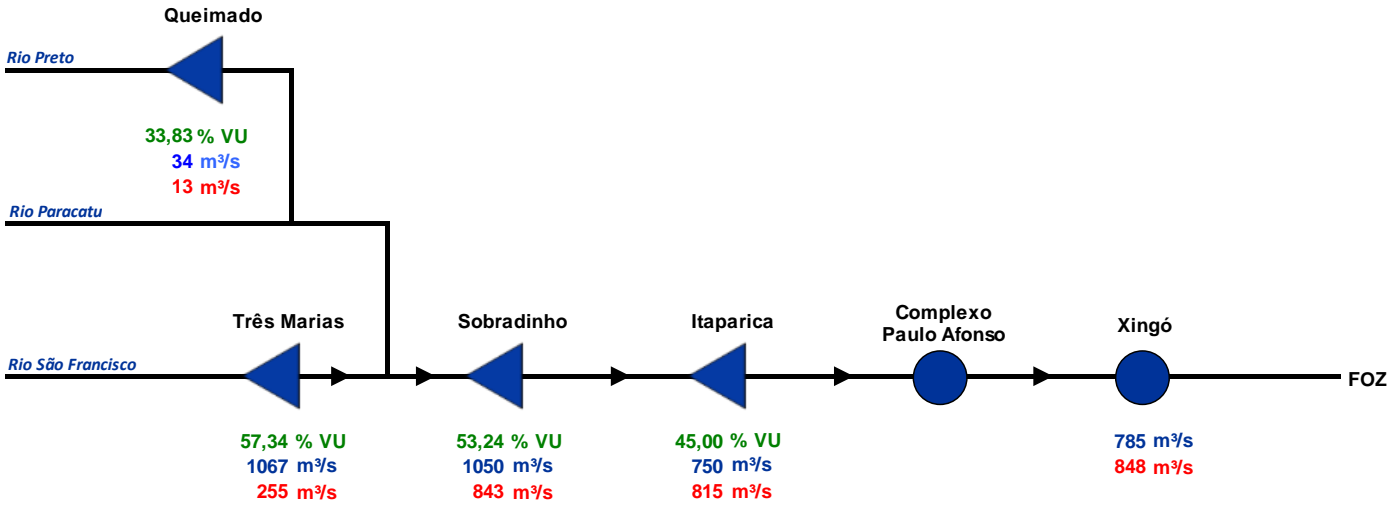 Queimado
Rio Preto
33,83 % VU
34 m³/s
13 m³/s
Rio Paracatu
Três Marias
Sobradinho
Itaparica
Complexo
Paulo Afonso
Xingó
Rio São Francisco
FOZ
57,34 % VU
1067 m³/s
255 m³/s
53,24 % VU
1050 m³/s
843 m³/s
45,00 % VU
750 m³/s
815 m³/s
785 m³/s
848 m³/s